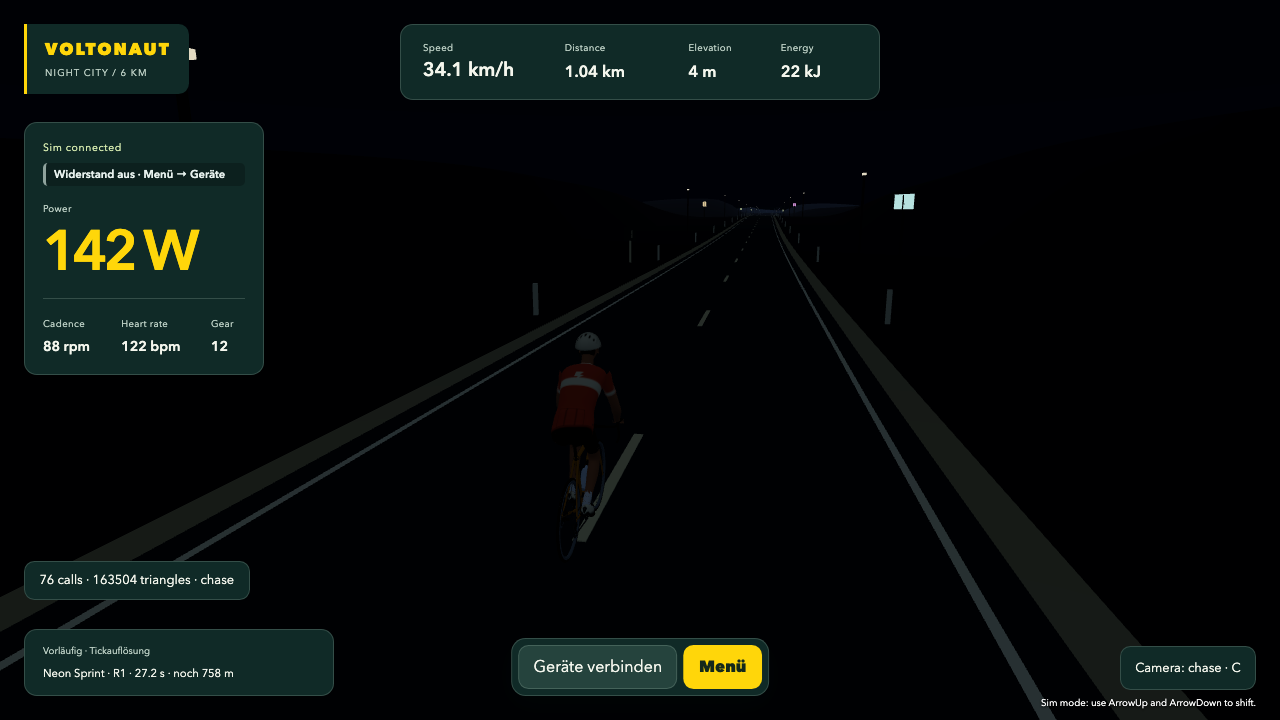 VOLTONAUT
NIGHT CITY / 6 KM
Speed
34.1 km/h
Distance
1.04 km
Elevation
4 m
Energy
22 kJ
Sim connected
Widerstand aus · Menü → Geräte
Power
142 W
Cadence
88 rpm
Heart rate
122 bpm
Gear
12
76 calls · 163504 triangles · chase
Vorläufig · Tickauflösung
Neon Sprint · R1 · 27.2 s · noch 758 m
Geräte verbinden
Menü
Camera: chase · C
Sim mode: use ArrowUp and ArrowDown to shift.